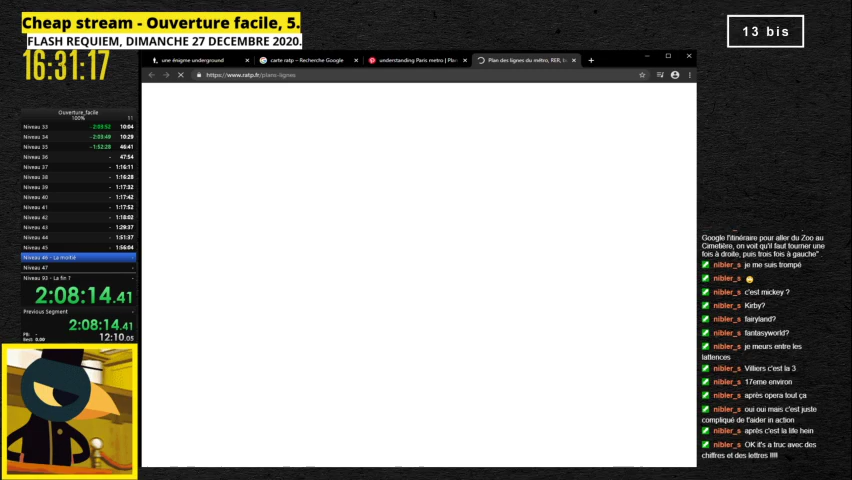 Cheap stream - Ouverture facile, 5.
FLASH REQUIEM, DIMANCHE 27 DECEMBRE 2020.
16:31:17
13 bis
une énigme underground
carte ratp – Recherche Google
understanding Paris metro | Pla
Plan des lignes du métro, RER, b
https://www.ratp.fr/plans-lignes
Ouverture_facile
100% 11
Niveau 33 -2:03:52 10:04
Niveau 34 -2:03:49 10:29
Niveau 35 -1:52:28 46:41
Niveau 36 - 47:54
Niveau 37 - 1:16:11
Niveau 38 - 1:16:28
Niveau 39 - 1:17:32
Niveau 40 - 1:17:42
Niveau 41 - 1:17:52
Niveau 42 - 1:18:02
Niveau 43 - 1:29:37
Niveau 44 - 1:51:37
Niveau 45 - 1:56:04
Niveau 46 - La moitié -
Niveau 47 -
Niveau 93 - La fin ? -
2:08:14.41
Previous Segment -
2:08:14.41
PB: -
Best: 0.00 12:10.05
Google l'itinéraire pour aller du Zoo au
Cimetière, on voit qu'il faut tourner une
fois à droite, puis trois fois à gauche" .
nibler_s je me suis trompé
nibler_s
nibler_s c'est mickey ?
nibler_s Kirby?
nibler_s fairyland?
nibler_s fantasyworld?
nibler_s je meurs entre les
lattences
nibler_s Villiers c'est la 3
nibler_s 17eme environ
nibler_s après opera tout ça
nibler_s oui oui mais c'est juste
compliqué de t'aider in action
nibler_s après c'est la life hein
nibler_s OK it's a truc avec des
chiffres et des lettres !!!!